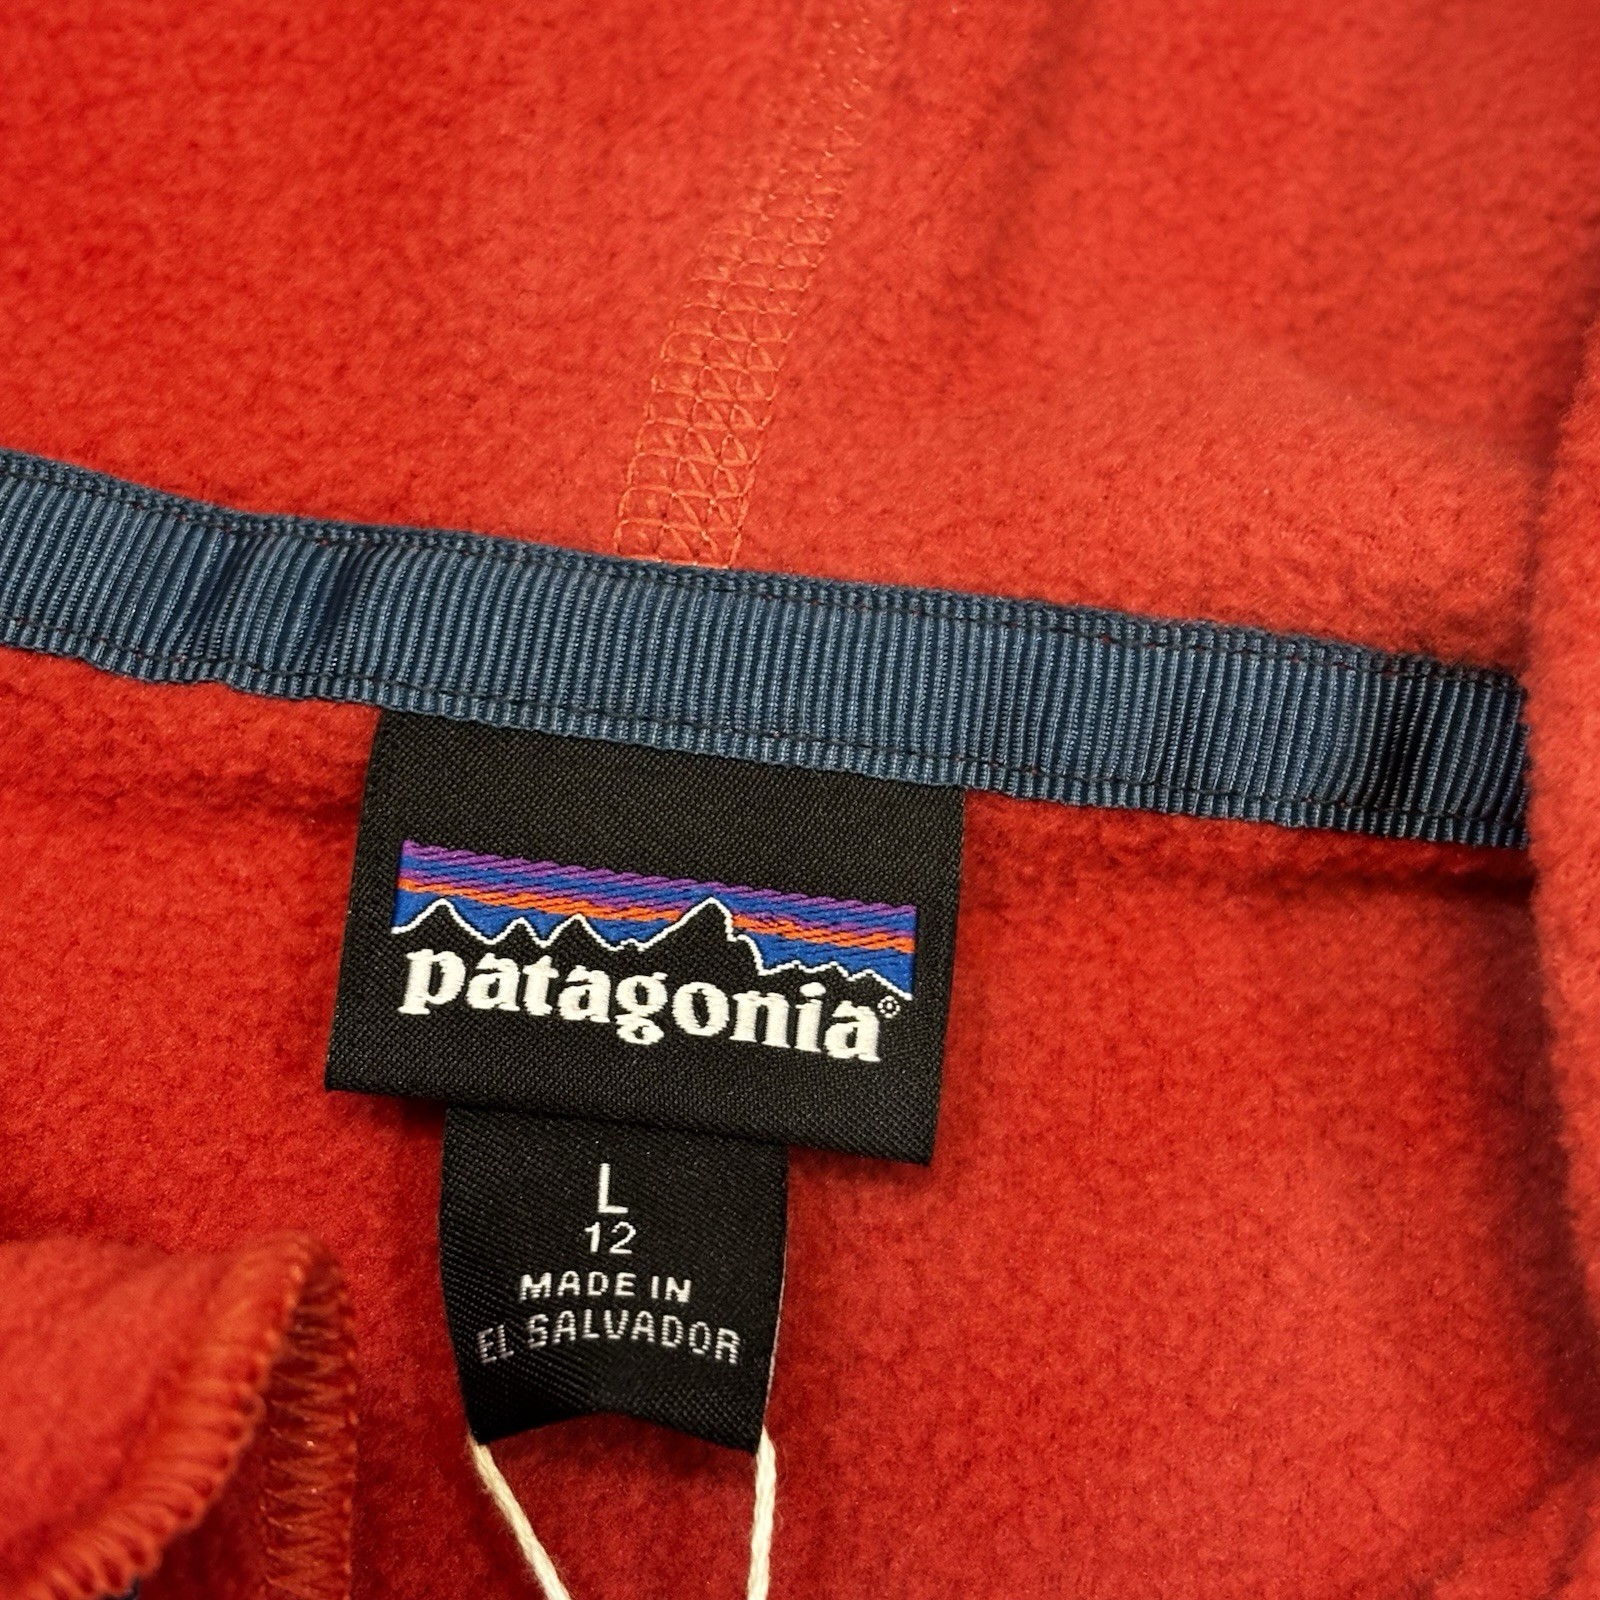 patagonia®
L
12
MADE IN
EL SALVADOR